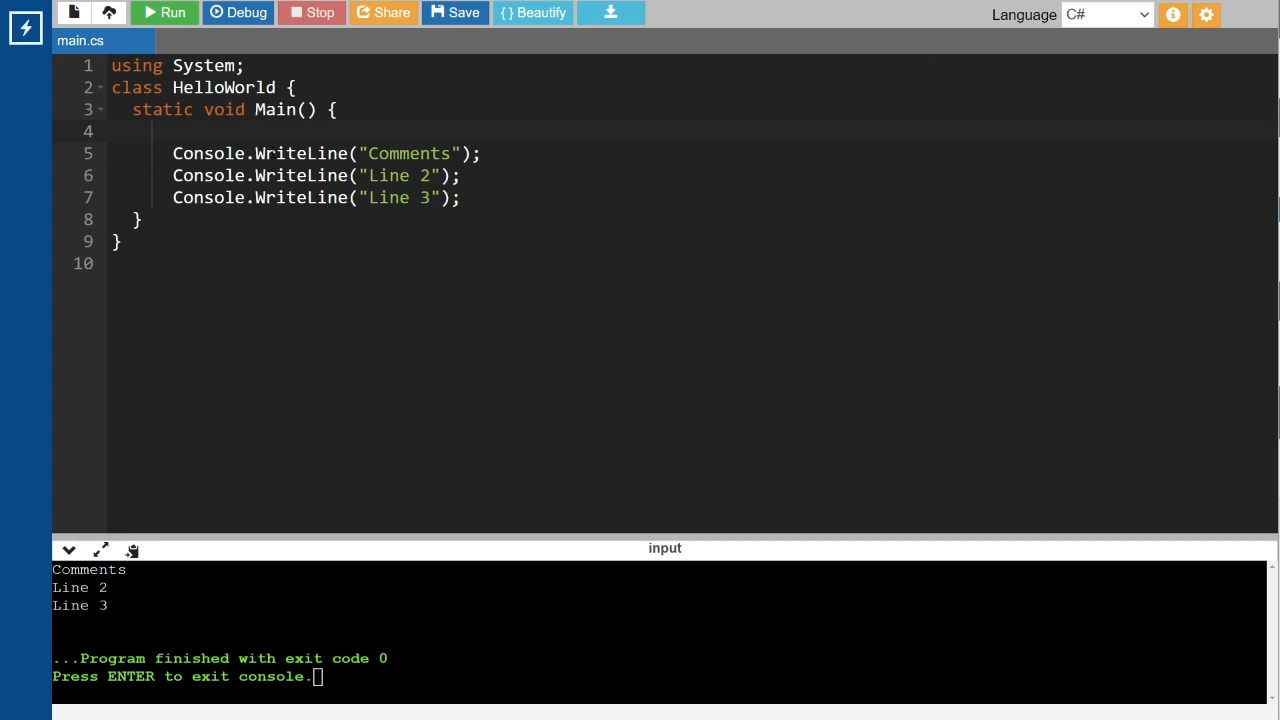 Run Debug Stop Share Save { } Beautify Language C#
main.cs
1 using System;
2 class HelloWorld {
3 static void Main() {
4
5 Console.WriteLine("Comments");
6 Console.WriteLine("Line 2");
7 Console.WriteLine("Line 3");
8 }
9 }
10
input
Comments
Line 2
Line 3
...Program finished with exit code 0
Press ENTER to exit console.